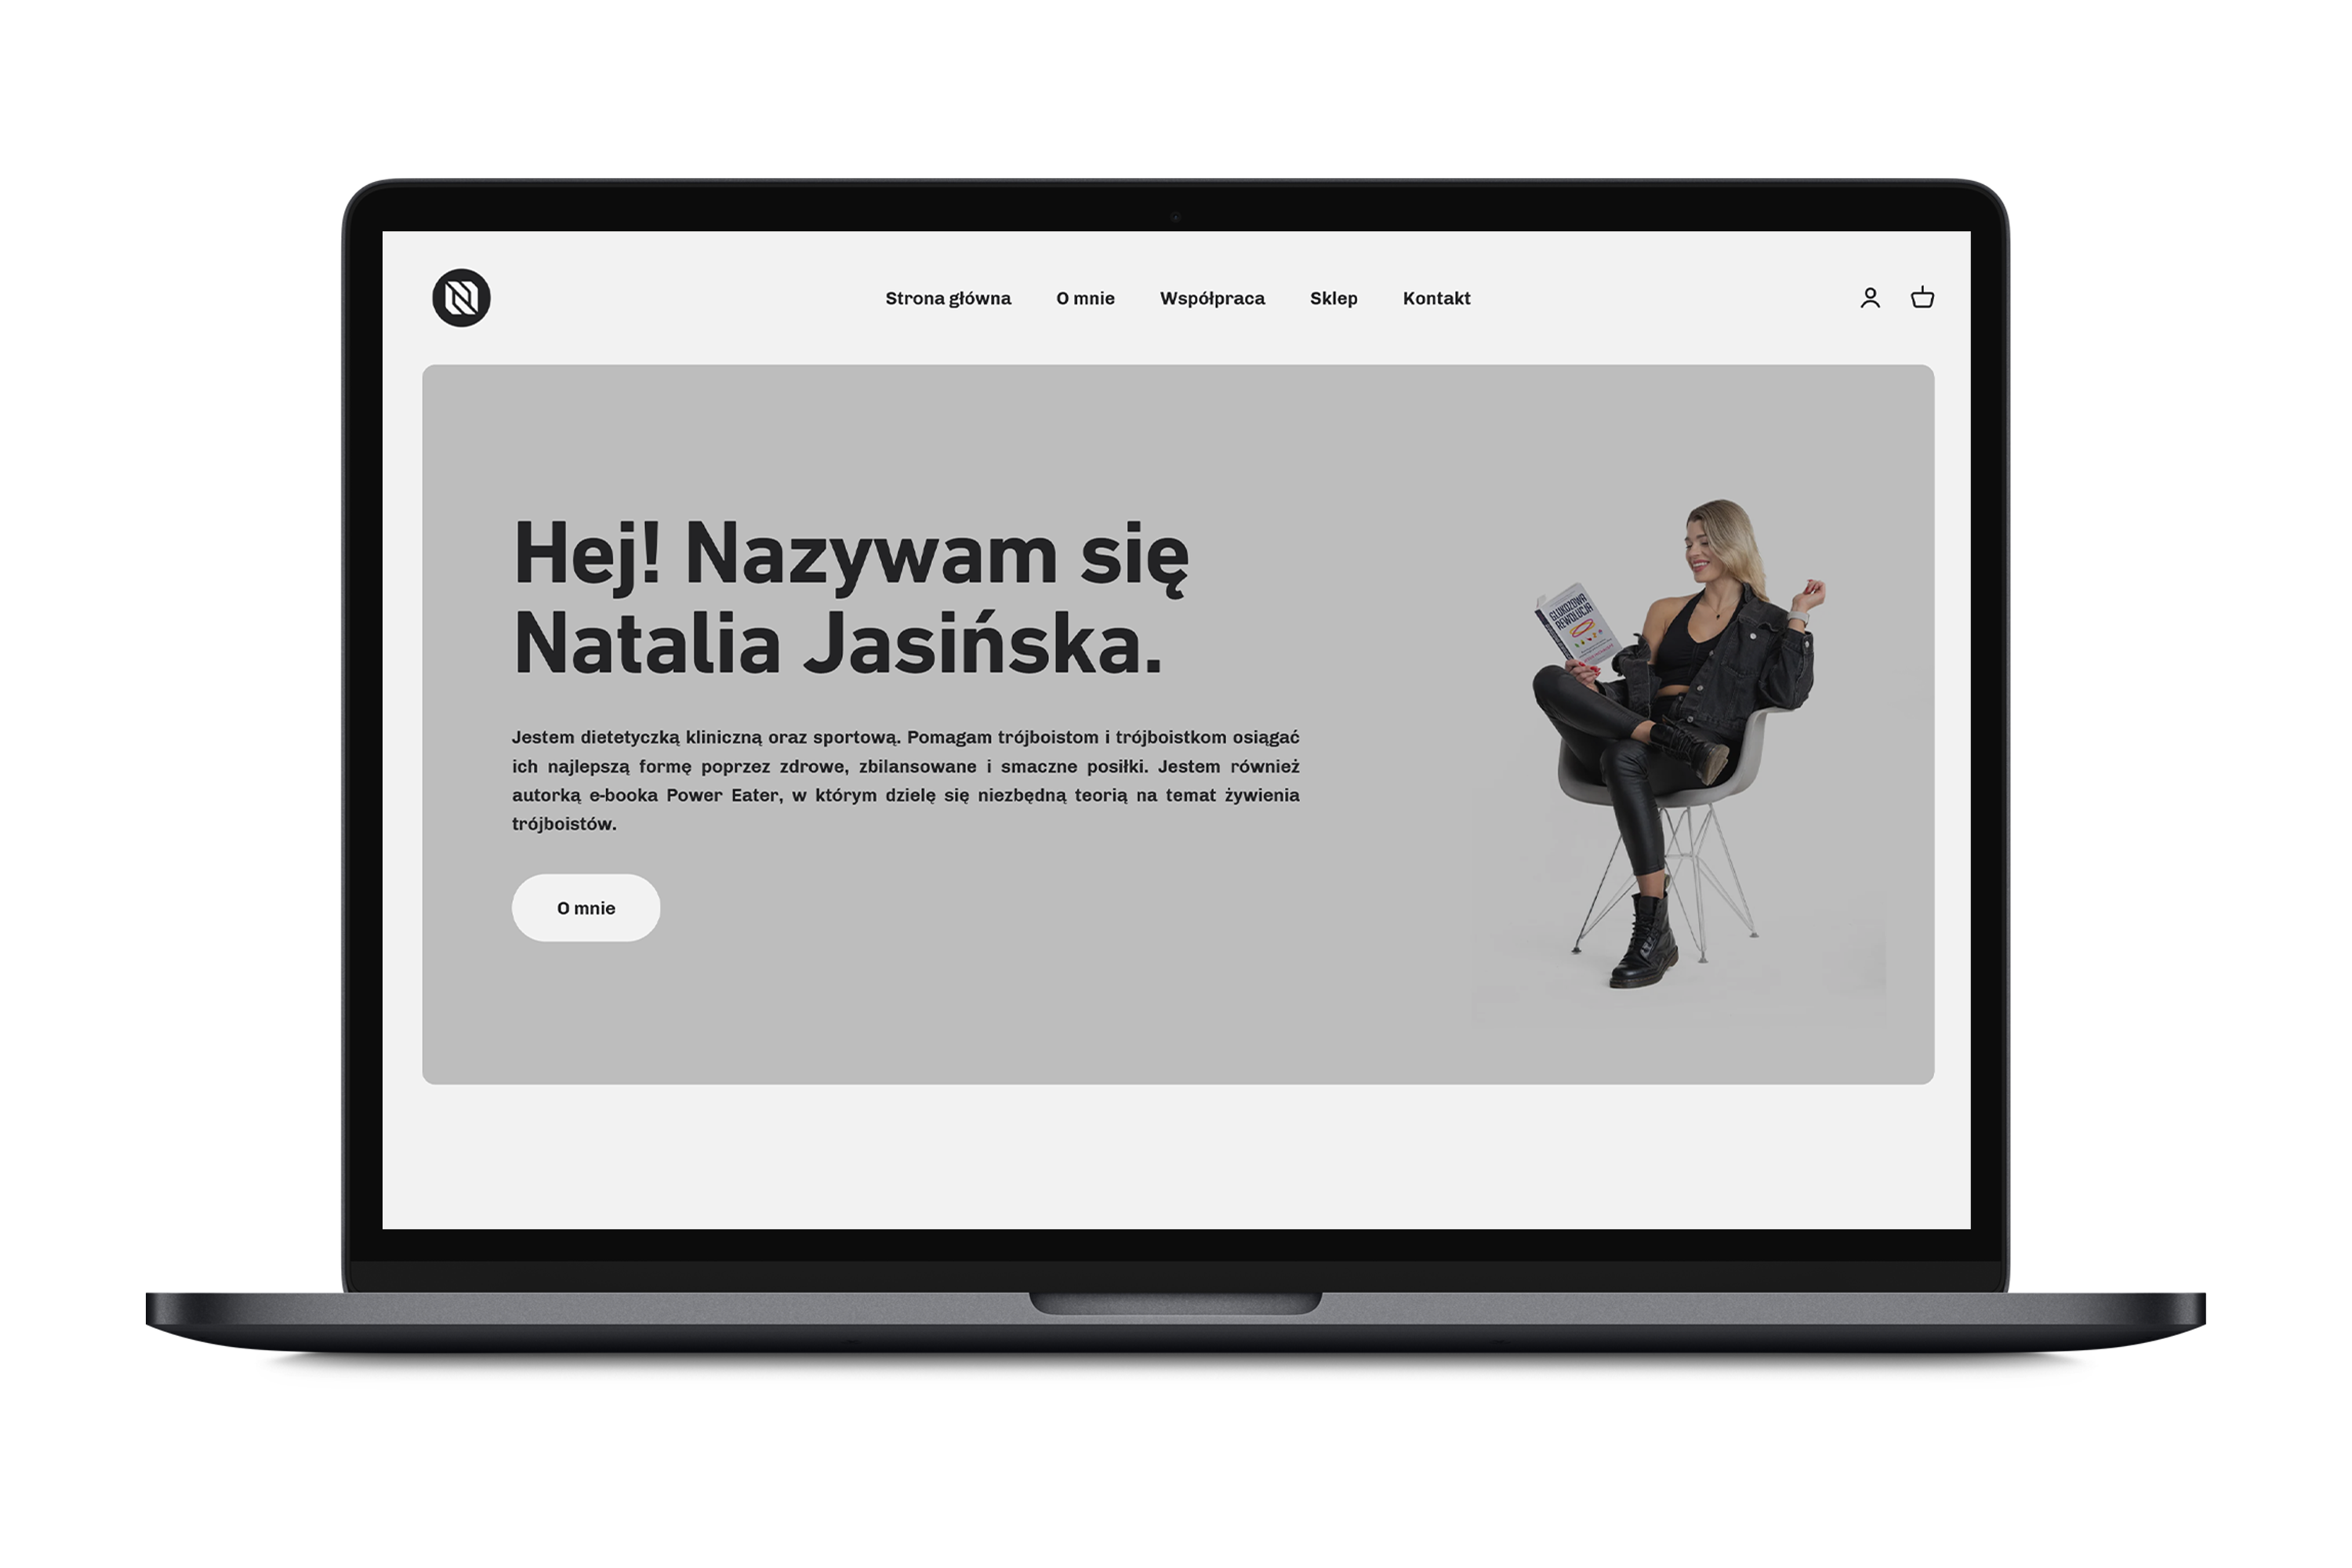 Strona główna O mnie Współpraca Sklep Kontakt
Hej! Nazywam się
Natalia Jasińska.
Jestem dietetyczką kliniczną oraz sportową. Pomagam trójboistom i trójboistkom osiągać
ich najlepszą formę poprzez zdrowe, zbilansowane i smaczne posiłki. Jestem również
autorką e-booka Power Eater, w którym dzielę się niezbędną teorią na temat żywienia
trójboistów.
O mnie
GLUKOZOWA
REWOLUCJA